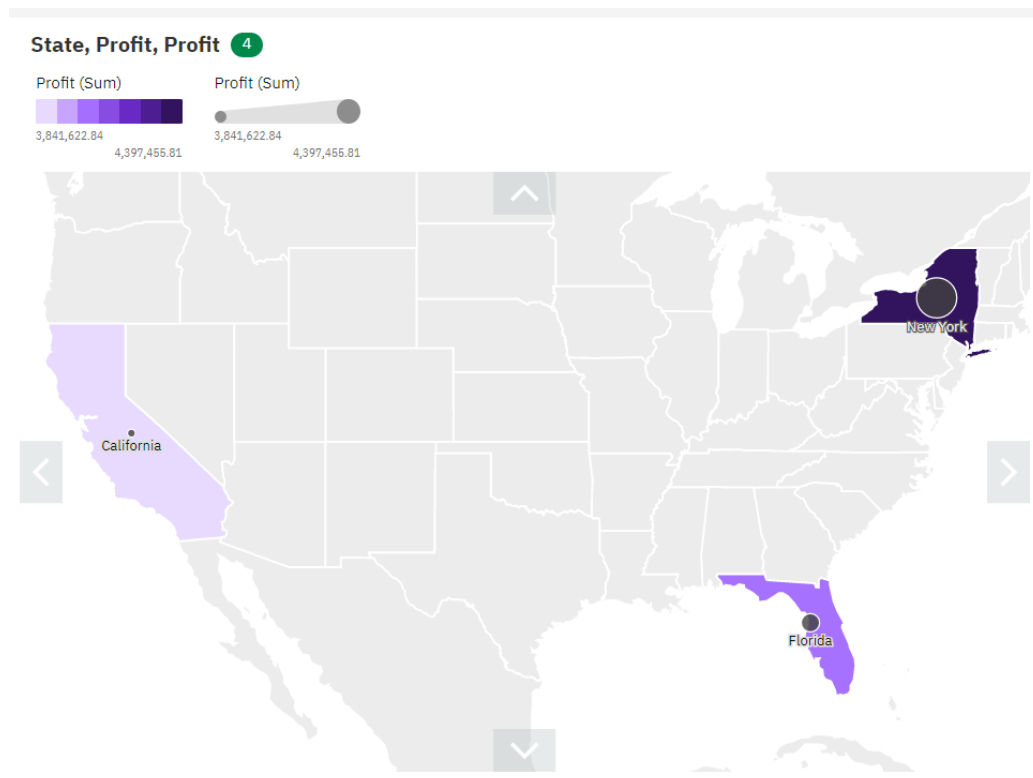 State, Profit, Profit 4
Profit (Sum) Profit (Sum)
3,841,622.84 3,841,622.84
4,397,455.81 4,397,455.81
New York
California
Florida